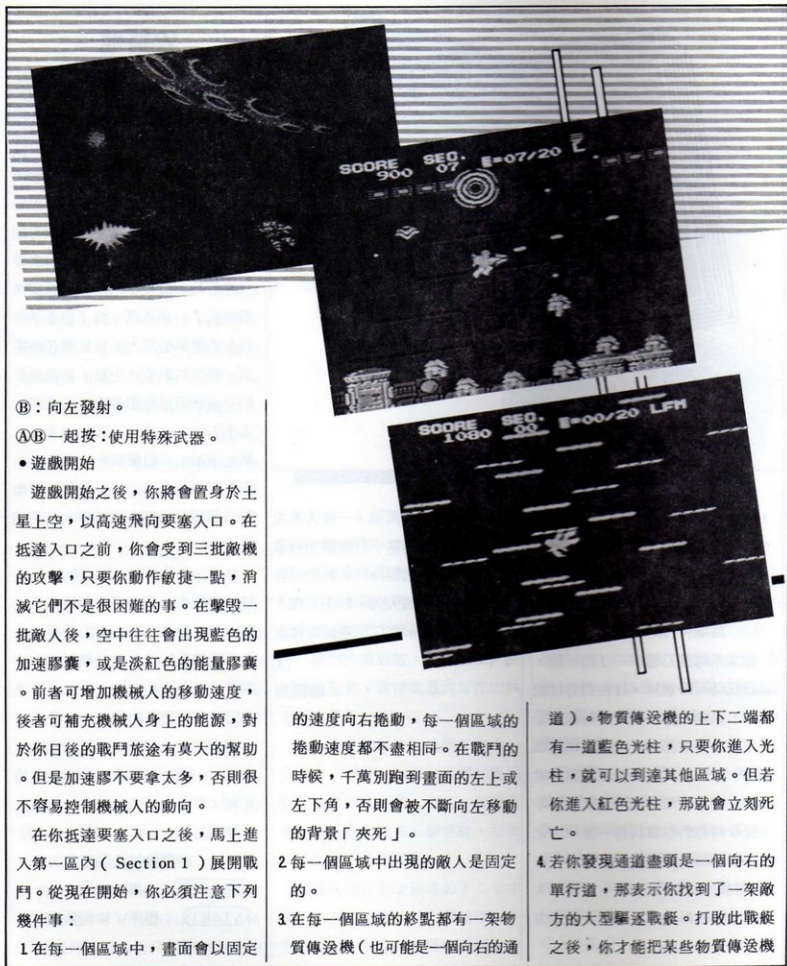 SCORE SEC. E=07/20 L
900 07
SCORE SEC. E=00/20 LFM
1080 00
Ⓑ:向左發射。
ⒶⒷ一起按:使用特殊武器。
•遊戲開始
遊戲開始之後,你將會置身於土
星上空,以高速飛向要塞入口。在
抵達入口之前,你會受到三批敵機
的攻擊,只要你動作敏捷一點,消
滅它們不是很困難的事。在擊毀一
批敵人後,空中往往會出現藍色的
加速膠囊,或是淡紅色的能量膠囊
。前者可增加機械人的移動速度,
後者可補充機械人身上的能源,對
於你日後的戰鬥旅途有莫大的幫助
。但是加速膠不要拿太多,否則很
不容易控制機械人的動向。
在你抵達要塞入口之後,馬上進
入第一區內(Section 1)展開戰
鬥。從現在開始,你必須注意下列
幾件事:
1.在每一個區域中,畫面會以固定
的速度向右捲動,每一個區域的
捲動速度都不盡相同。在戰鬥的
時候,千萬別跑到畫面的左上或
左下角,否則會被不斷向左移動
的背景「夾死」。
2.每一個區域中出現的敵人是固定
的。
3.在每一個區域的終點都有一架物
質傳送機(也可能是一個向右的通
道)。物質傳送機的上下二端都
有一道藍色光柱,只要你進入光
柱,就可以到達其他區域。但若
你進入紅色光柱,那就會立刻死
亡。
4.若你發現通道盡頭是一個向右的
單行道,那表示你找到了一架敵
方的大型驅逐戰艇。打敗此戰艇
之後,你才能把某些物質傳送機